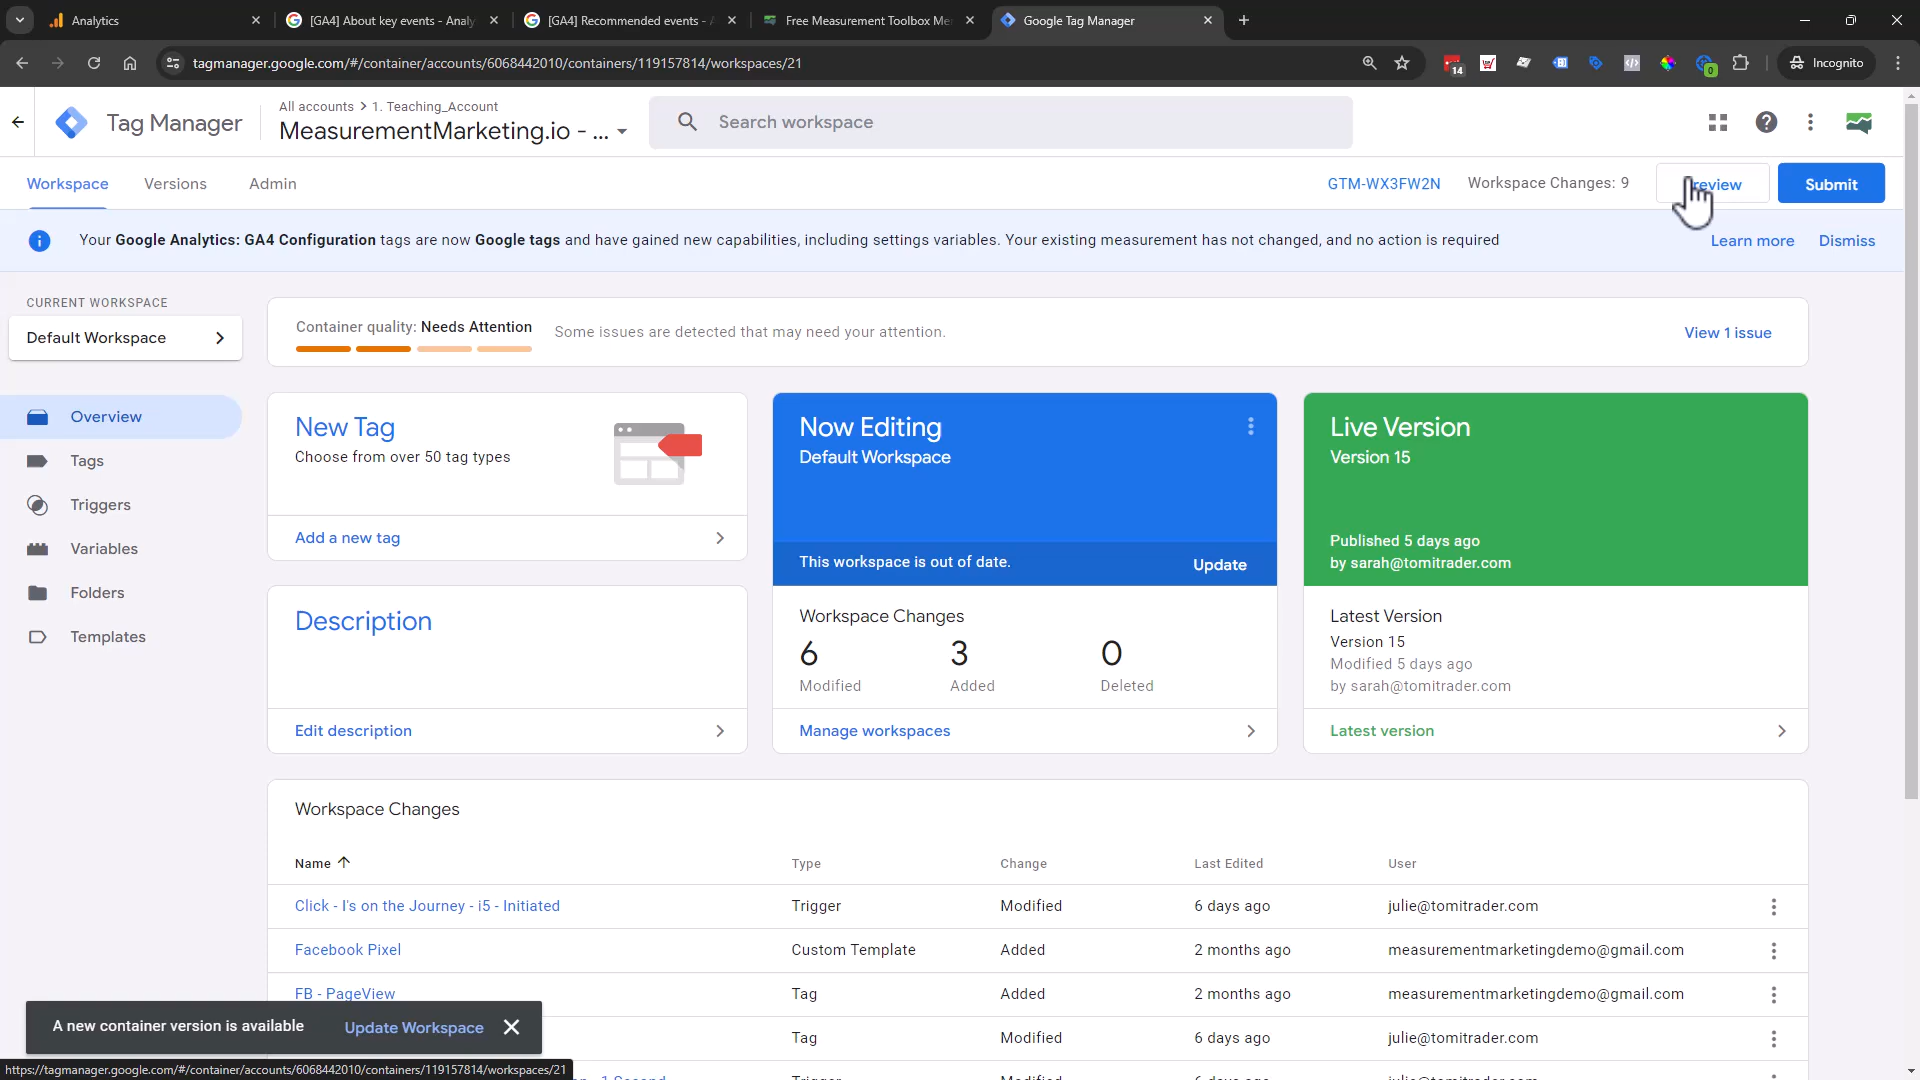 Analytics
[GA4] About key events - Analy
[GA4] Recommended events - A
Free Measurement Toolbox Me
Google Tag Manager
tagmanager.google.com/#/container/accounts/6068442010/containers/119157814/workspaces/21
14
0
Incognito
Tag Manager
All accounts > 1. Teaching_Account
MeasurementMarketing.io - ...
Search workspace
Workspace
Versions
Admin
GTM-WX3FW2N
Workspace Changes: 9
Submit
Your Google Analytics: GA4 Configuration tags are now Google tags and have gained new capabilities, including settings variables. Your existing measurement has not changed, and no action is required
Learn more
Dismiss
CURRENT WORKSPACE
Default Workspace
Overview
Tags
Triggers
Variables
Folders
Templates
Container quality: Needs Attention
Some issues are detected that may need your attention.
View 1 issue
New Tag
Choose from over 50 tag types
Add a new tag
Description
Edit description
Now Editing
Default Workspace
This workspace is out of date.
Update
Workspace Changes
6
3
0
Modified
Added
Deleted
Manage workspaces
Live Version
Version 15
Published 5 days ago
by sarah@tomitrader.com
Latest Version
Version 15
Modified 5 days ago
by sarah@tomitrader.com
Latest version
Workspace Changes
Name
Type
Change
Last Edited
User
Click - I's on the Journey - i5 - Initiated
Trigger
Modified
6 days ago
julie@tomitrader.com
Facebook Pixel
Custom Template
Added
2 months ago
measurementmarketingdemo@gmail.com
FB - PageView
Tag
Added
2 months ago
measurementmarketingdemo@gmail.com
Tag
Modified
6 days ago
julie@tomitrader.com
A new container version is available
Update Workspace
https://tagmanager.google.com/#/container/accounts/6068442010/containers/119157814/workspaces/21